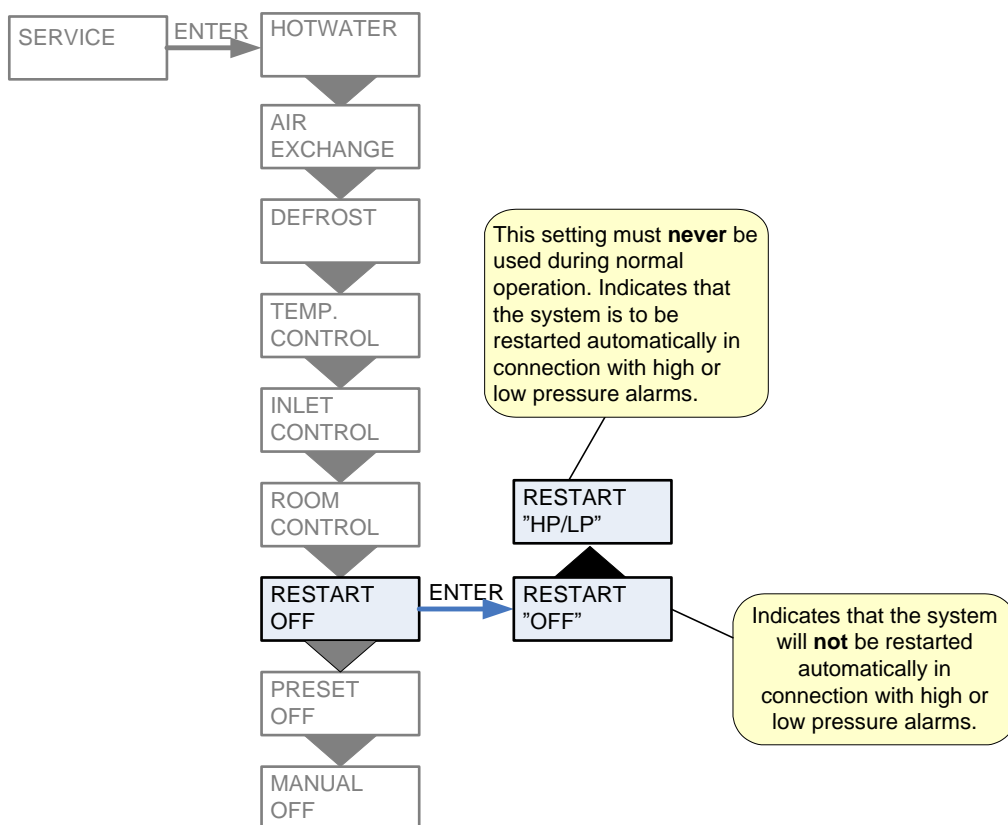 SERVICE
ENTER
HOTWATER
AIR
EXCHANGE
DEFROST
This setting must never be
used during normal
operation. Indicates that
the system is to be
restarted automatically in
connection with high or
low pressure alarms.
TEMP.
CONTROL
INLET
CONTROL
ROOM
CONTROL
RESTART
”HP/LP”
RESTART
OFF
ENTER
RESTART
”OFF”
Indicates that the system
will not be restarted
automatically in
connection with high or
low pressure alarms.
PRESET
OFF
MANUAL
OFF